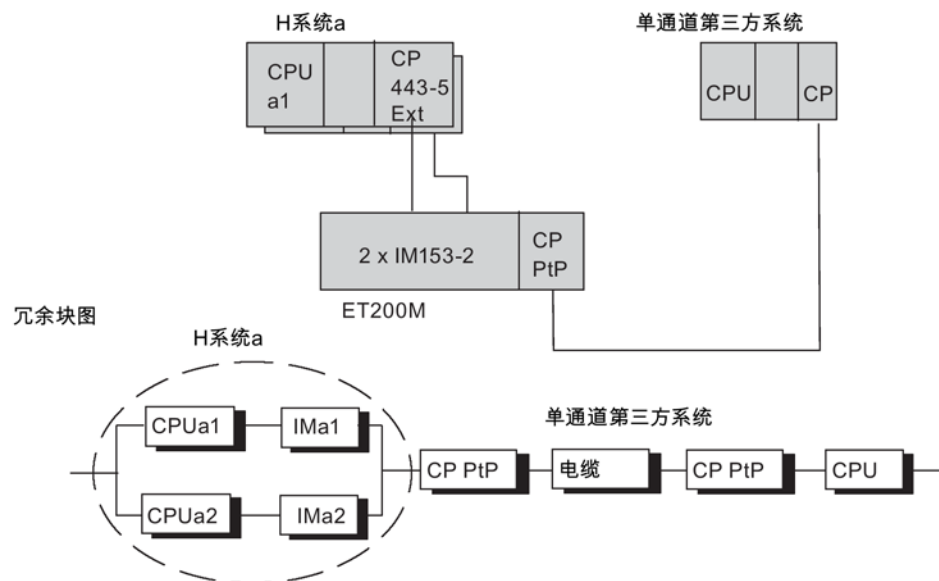 H系统a
单通道第三方系统
CPU
a1
CP
443-5
Ext
CPU
CP
2 x IM153-2
CP
PtP
ET200M
冗余块图
H系统a
单通道第三方系统
CPUa1
IMa1
CP PtP
电缆
CP PtP
CPU
CPUa2
IMa2